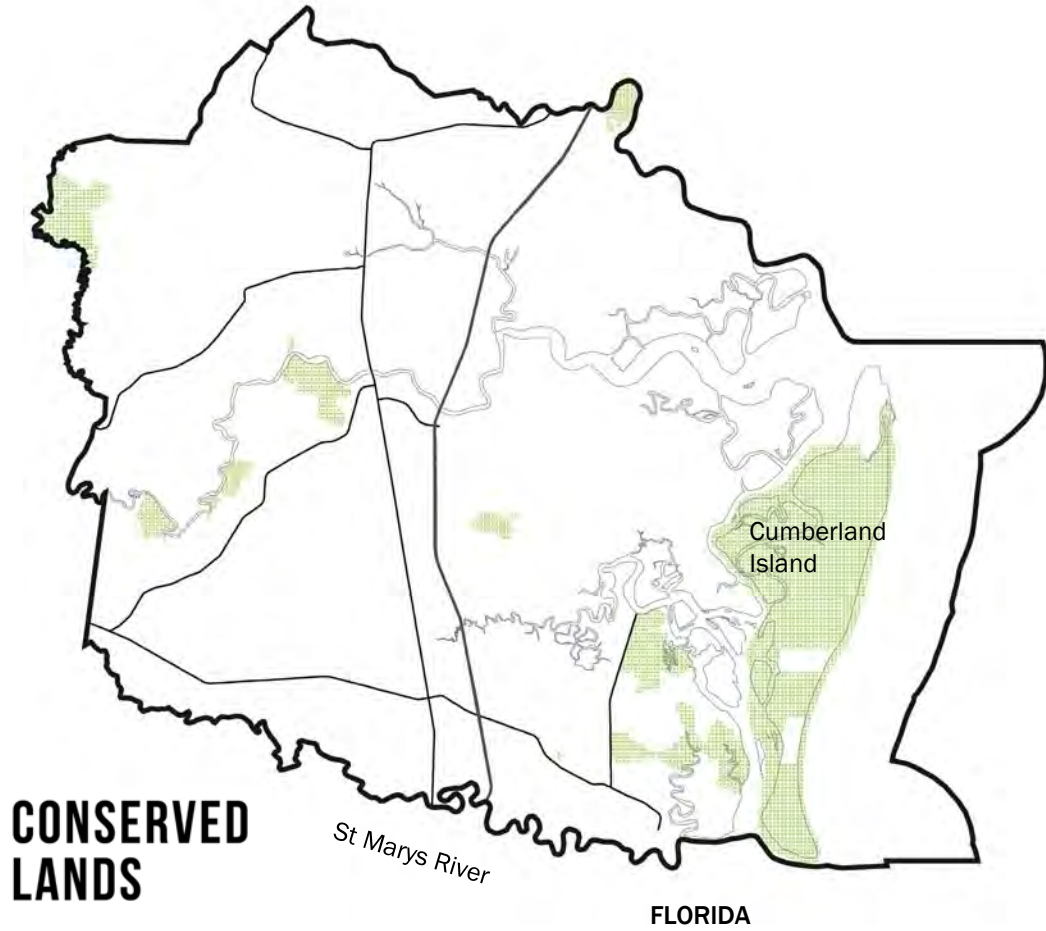 Cumberland
Island
CONSERVED
LANDS
St Marys River
FLORIDA